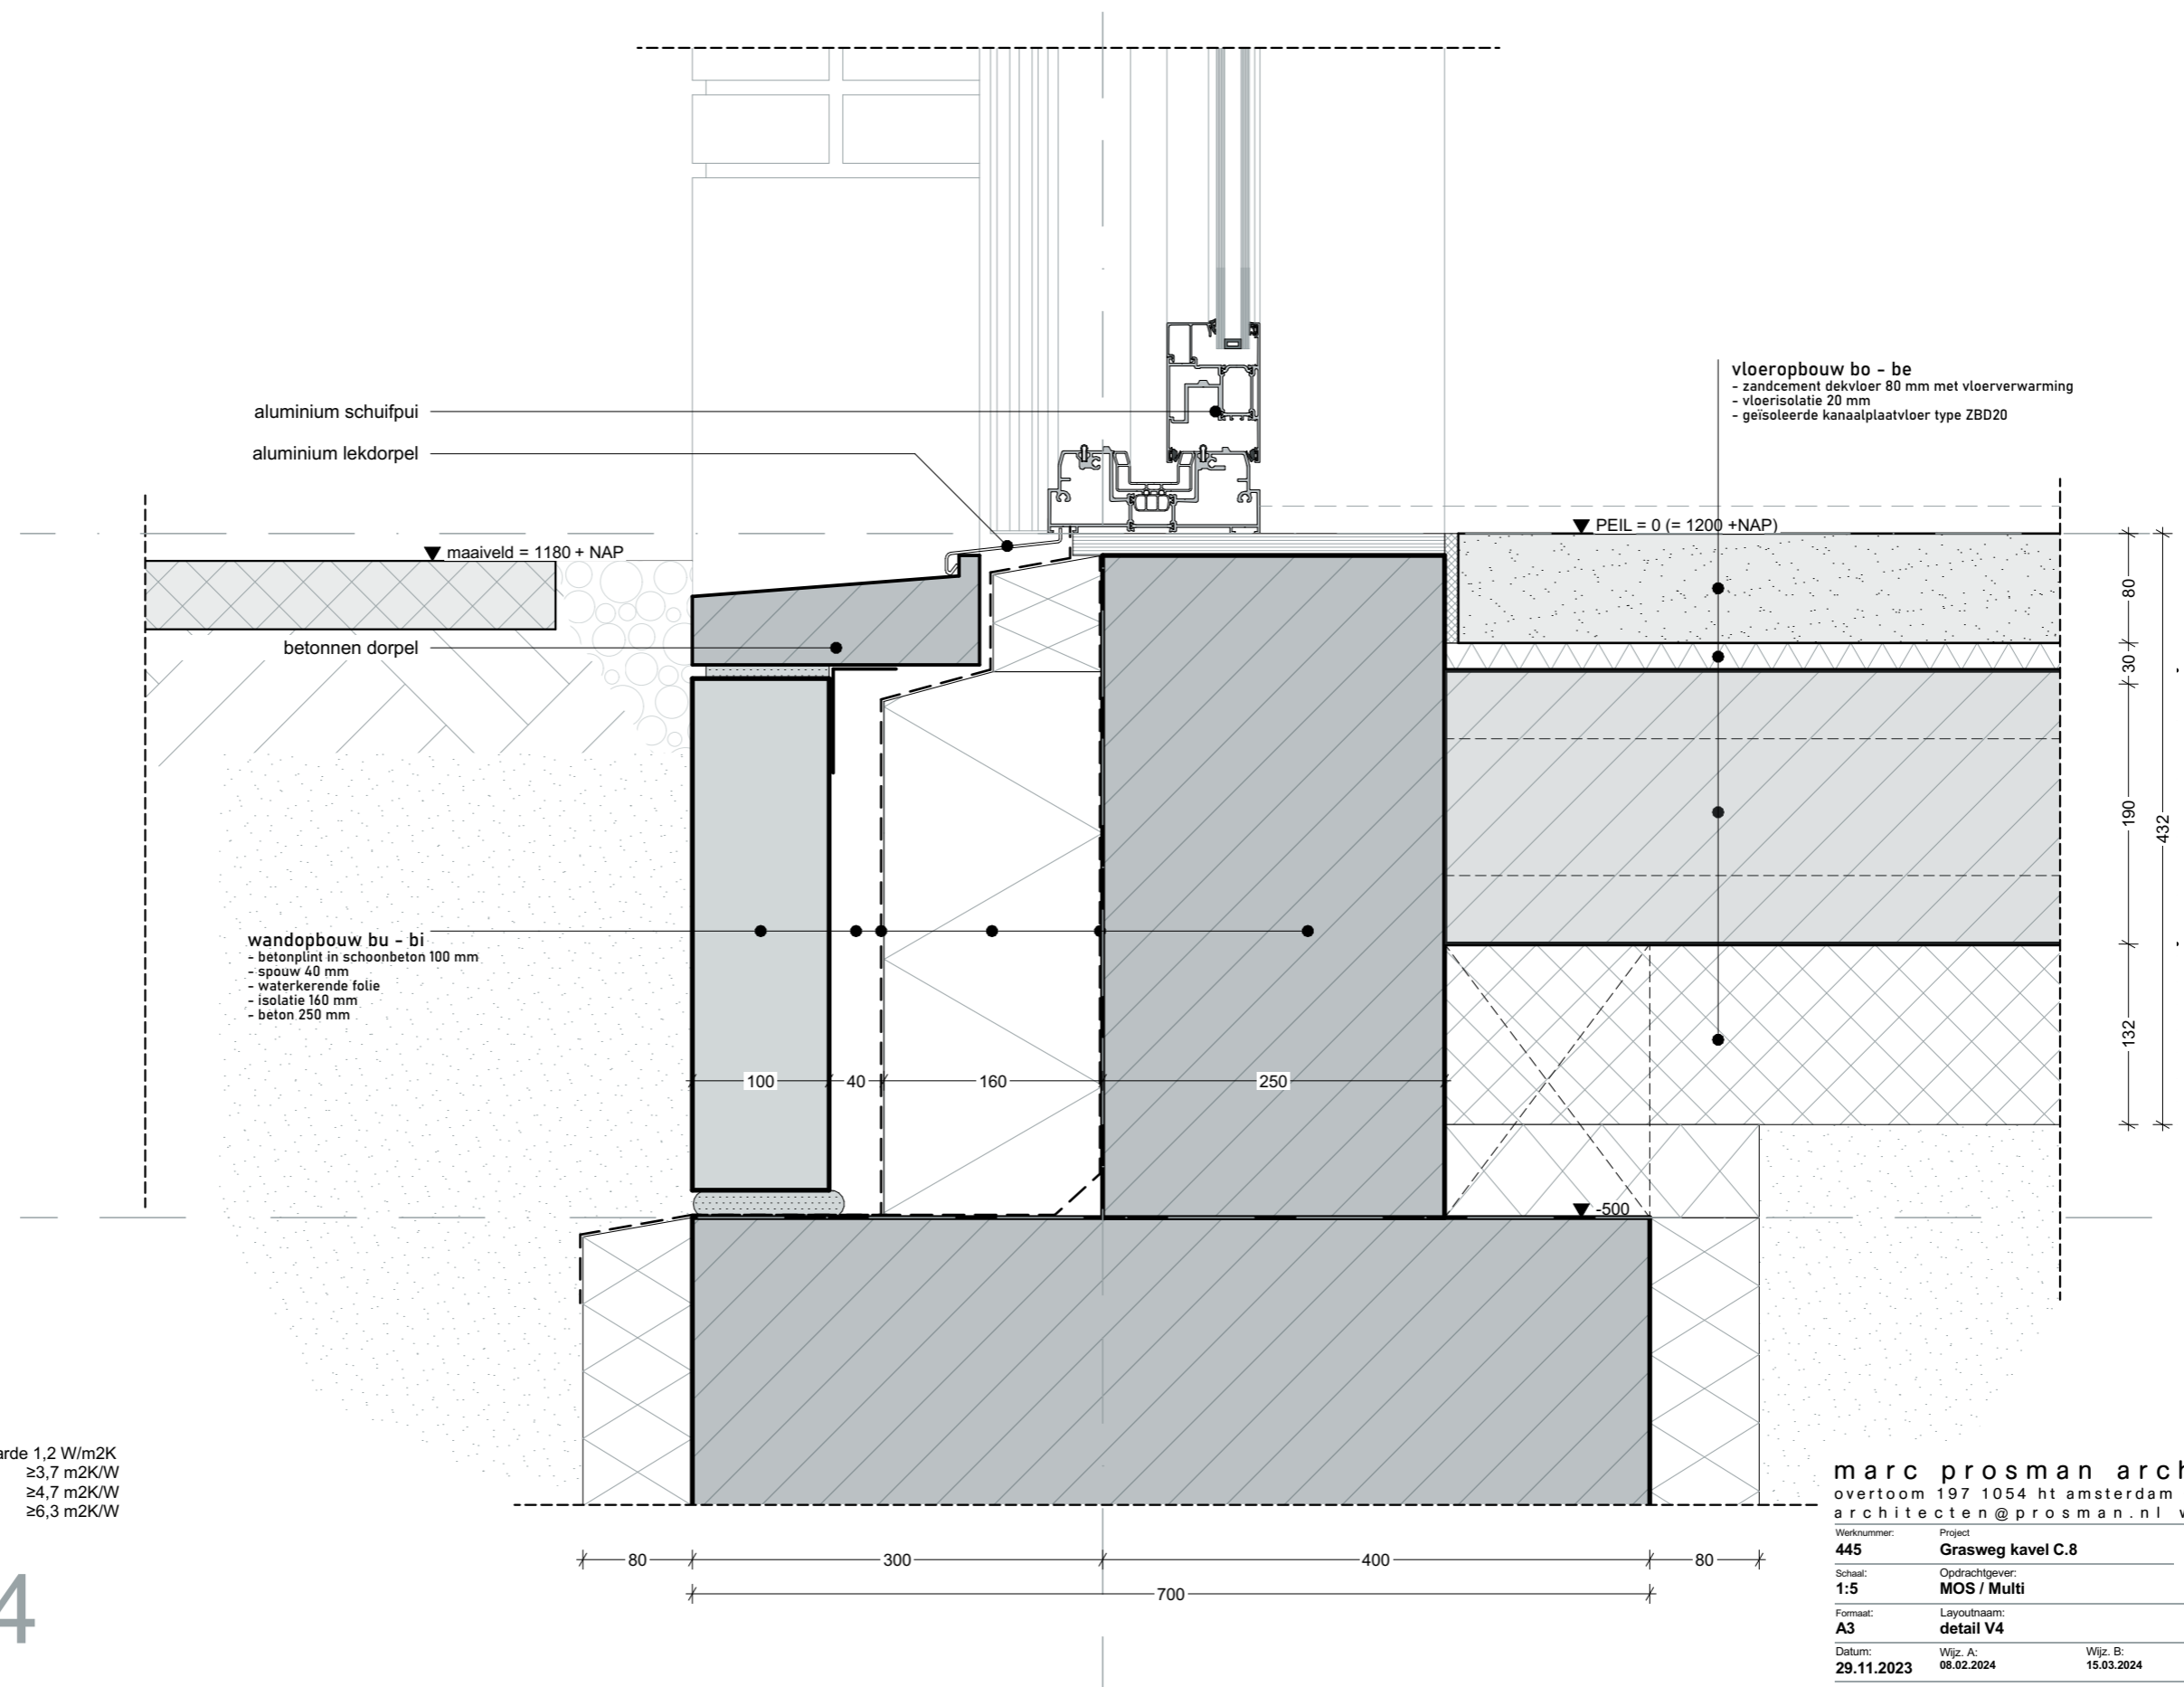 aluminium schuifpui
aluminium lekdorpel
maaiveld = 1180 + NAP
betonnen dorpel
vloeropbouw bo - be
- zandcement dekvloer 80 mm met vloerverwarming
- vloerisolatie 20 mm
- geïsoleerde kanaalplaatvloer type ZBD20
PEIL = 0 (= 1200 +NAP)
80
30
190
432
132
wandopbouw bu - bi
- betonplint in schoonbeton 100 mm
- spouw 40 mm
- waterkerende folie
- isolatie 160 mm
- beton 250 mm
100
40
160
250
-500
arde 1,2 W/m2K
≥3,7 m2K/W
≥4,7 m2K/W
≥6,3 m2K/W
4
80
300
400
80
700
marc prosman arch
overtoom 197 1054 ht amsterdam
architecten@prosman.nl w
Werknummer: Project
445 Grasweg kavel C.8
Schaal: Opdrachtgever:
1:5 MOS / Multi
Formaat: Layoutnaam:
A3 detail V4
Datum: Wijz. A: Wijz. B:
29.11.2023 08.02.2024 15.03.2024